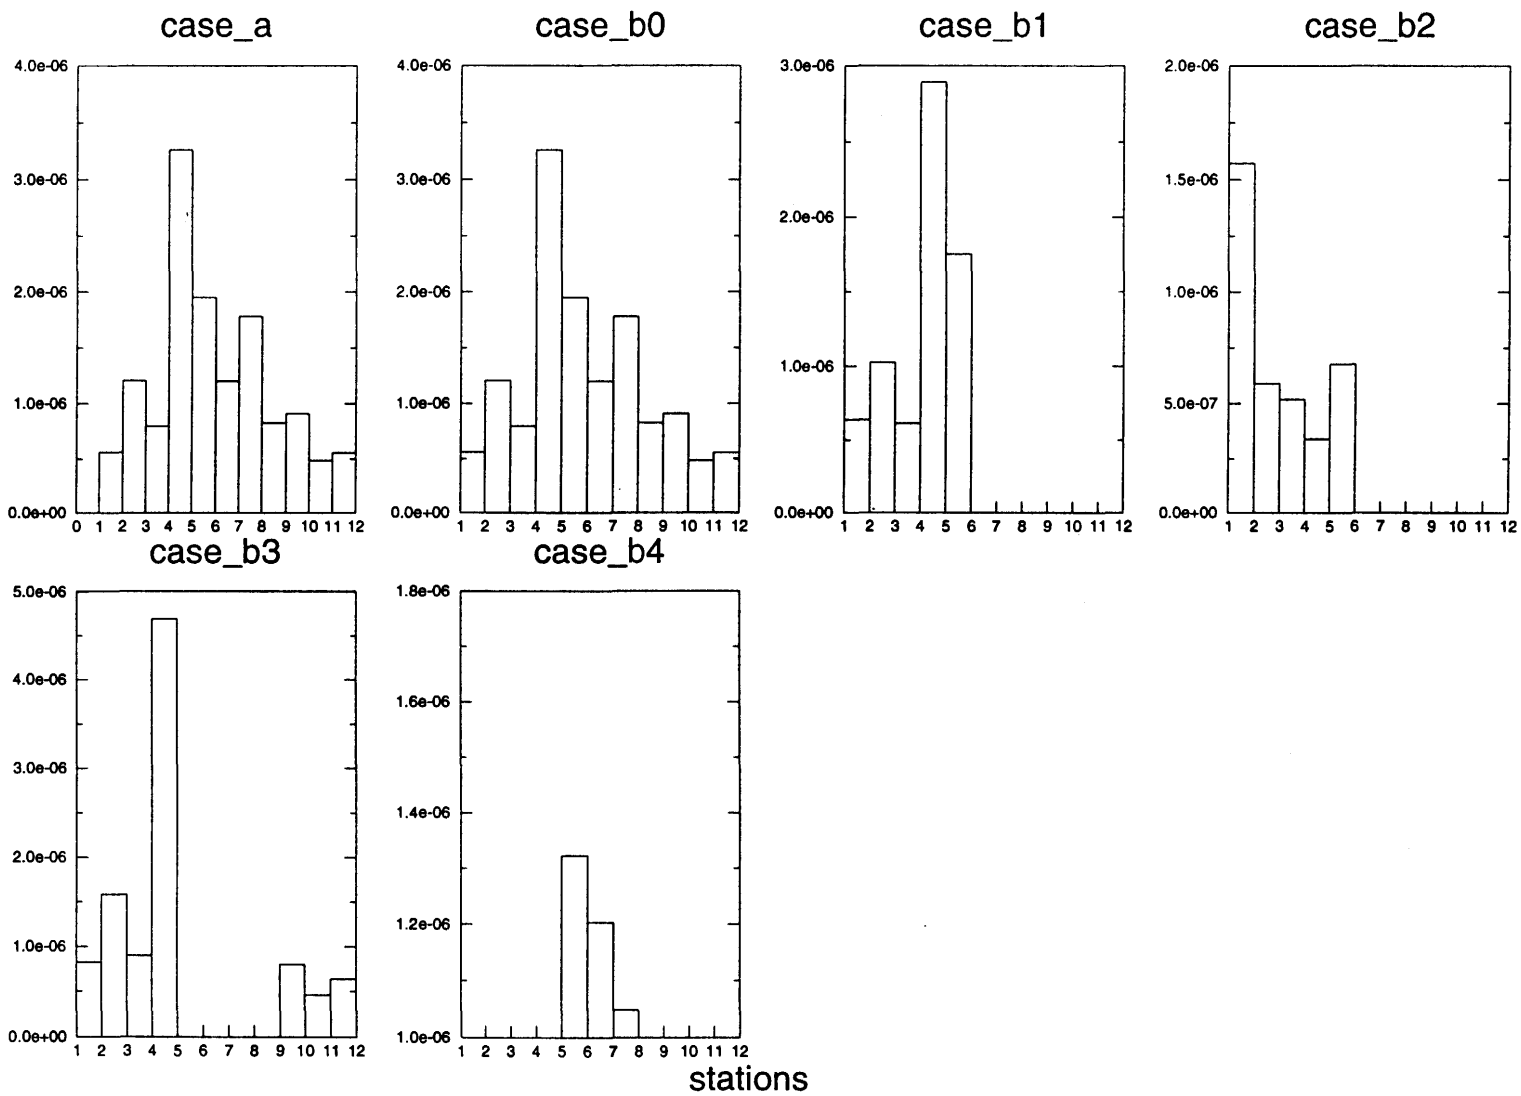 case_a
case_b0
case_b1
case_b2
4.0e-06
3.0e-06
2.0e-06
1.0e-06
0.0e+00
0 1 2 3 4 5 6 7 8 9 10 11 12
4.0e-06
3.0e-06
2.0e-06
1.0e-06
0.0e+00
1 2 3 4 5 6 7 8 9 10 11 12
3.0e-06
2.0e-06
1.0e-06
0.0e+00
1 2 3 4 5 6 7 8 9 10 11 12
2.0e-06
1.5e-06
1.0e-06
5.0e-07
0.0e+00
1 2 3 4 5 6 7 8 9 10 11 12
case_b3
case_b4
5.0e-06
4.0e-06
3.0e-06
2.0e-06
1.0e-06
0.0e+00
1 2 3 4 5 6 7 8 9 10 11 12
1.8e-06
1.6e-06
1.4e-06
1.2e-06
1.0e-06
1 2 3 4 5 6 7 8 9 10 11 12
stations